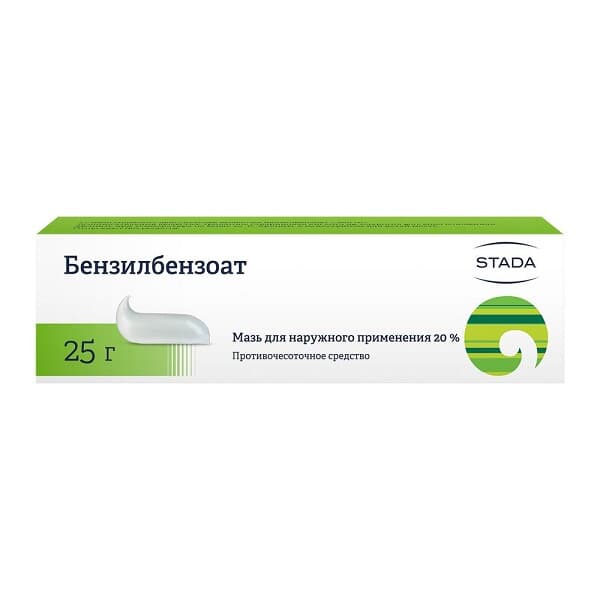 Бензилбензоат
STADA
25 г
Мазь для наружного применения 20 %
Противочесоточное средство